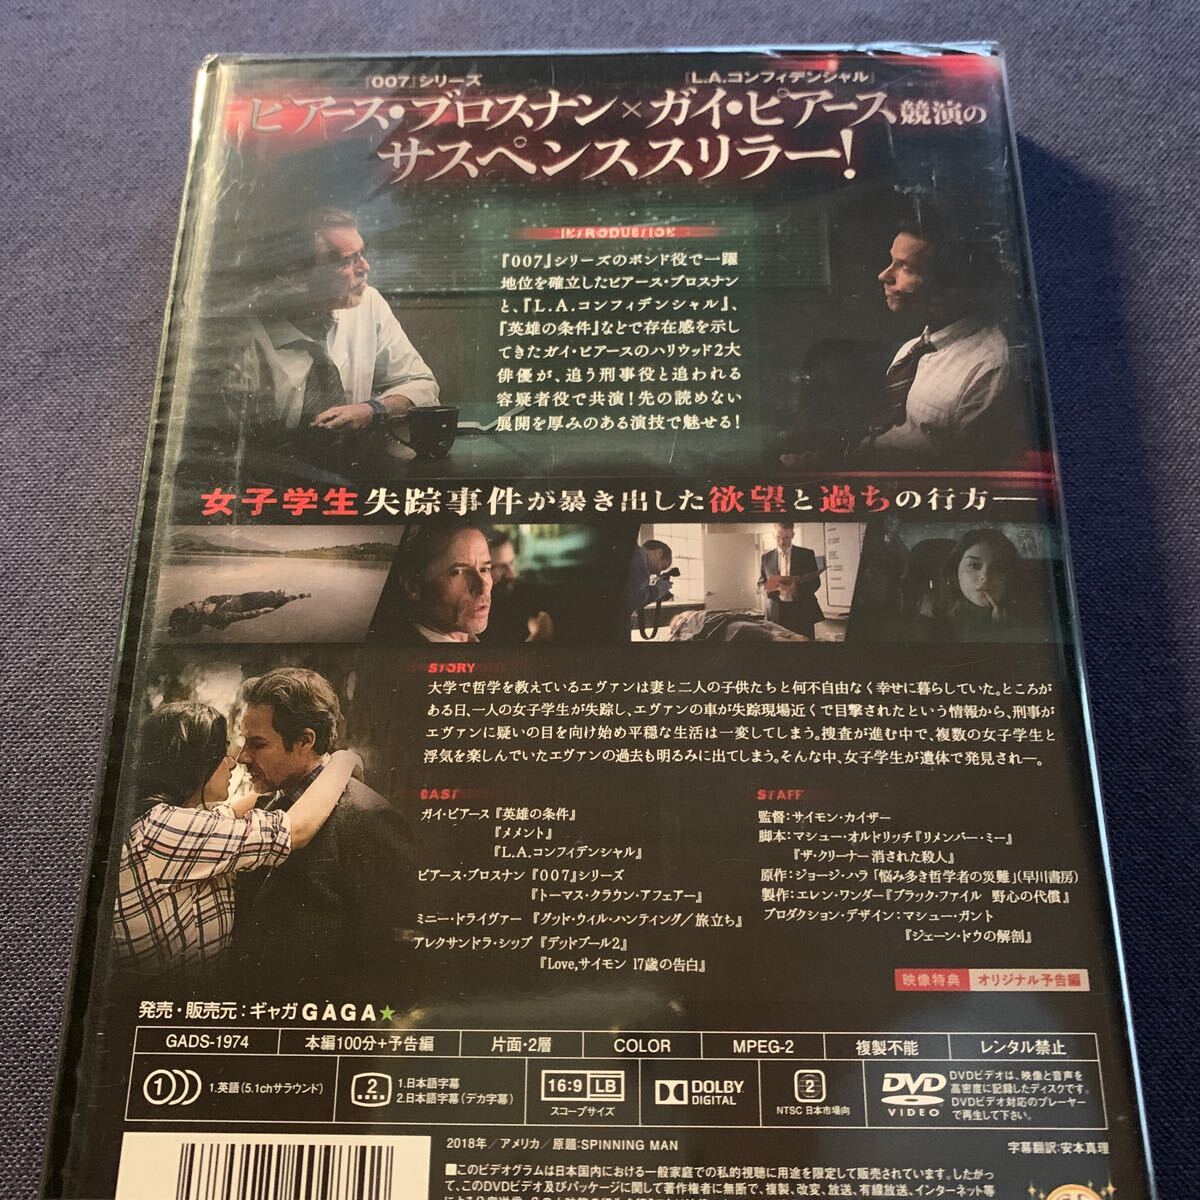 『007』シリーズ
『L.A.コンフィデンシャル』
ピアース・ブロスナン×ガイ・ピアース競演の
サスペンススリラー!
INTRODUCTION
『007』シリーズのボンド役で一躍
地位を確立したピアース・ブロスナン
と、『L.A.コンフィデンシャル』、
『英雄の条件』などで存在感を示し
てきたガイ・ピアースのハリウッド2大
俳優が、追う刑事役と追われる
容疑者役で共演!先の読めない
展開を厚みのある演技で魅せる!
女子学生失踪事件が暴き出した欲望と過ちの行方―
STORY
大学で哲学を教えているエヴァンは妻と二人の子供たちと何不自由なく幸せに暮らしていた。ところが
ある日、一人の女子学生が失踪し、エヴァンの車が失踪現場近くで目撃されたという情報から、刑事が
エヴァンに疑いの目を向け始め平穏な生活は一変してしまう。捜査が進む中で、複数の女子学生と
浮気を楽しんでいたエヴァンの過去も明るみに出てしまう。そんな中、女子学生が遺体で発見され―。
CAST
ガイ・ピアース『英雄の条件』
『メメント』
『L.A.コンフィデンシャル』
ピアース・ブロスナン『007』シリーズ
『トーマス・クラウン・アフェアー』
ミニー・ドライヴァー『グッド・ウィル・ハンティング/旅立ち』
アレクサンドラ・シップ『デッドプール2』
『Love,サイモン 17歳の告白』
STAFF
監督:サイモン・カイザー
脚本:マシュー・オルドリッチ『リメンバー・ミー』
『ザ・クリーナー 消された殺人』
原作:ジョージ・ハラ「悩み多き哲学者の災難」(早川書房)
製作:エレン・ワンダー『ブラック・ファイル 野心の代償』
プロダクション・デザイン:マシュー・ガント
『ジェーン・ドウの解剖』
映像特典 オリジナル予告編
発売・販売元:ギャガ GAGA★
GADS-1974 本編100分+予告編 片面・2層 COLOR MPEG-2 複製不能 レンタル禁止
1 1.英語(5.1chサラウンド)
2 1.日本語字幕
2.日本語字幕(デカ字幕)
16:9 LB
スコープサイズ
DOLBY
DIGITAL
2
NTSC 日本市場向
DVD
VIDEO
DVDビデオは、映像と音声を
高密度に記録したディスクです。
DVDビデオ対応のプレーヤー
で再生して下さい。
2018年/アメリカ/原題:SPINNING MAN
字幕翻訳:安本真理
■このビデオグラムは日本国内における一般家庭での私的視聴に用途を限定して販売されています。したがっ
て、このDVDビデオ及びパッケージに関して著作権者に無断で、複製、改変、放送、有線放送、インターネット等